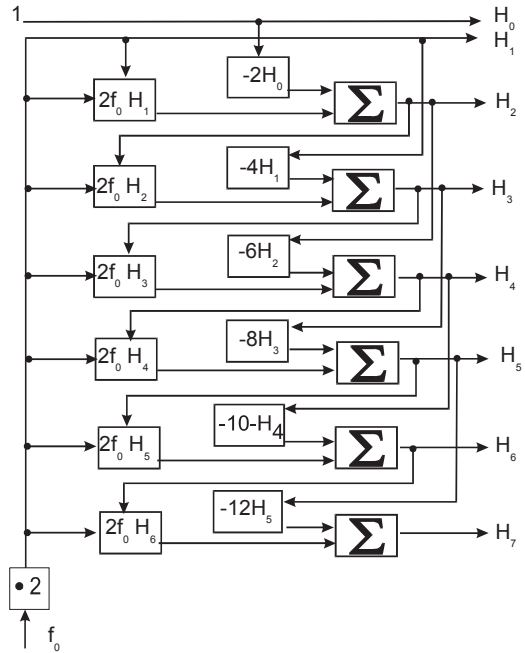 1
H₀
H₁
-2H₀
2f₀ H₁
Σ
H₂
-4H₁
2f₀ H₂
Σ
H₃
-6H₂
2f₀ H₃
Σ
H₄
-8H₃
2f₀ H₄
Σ
H₅
-10-H₄
2f₀ H₅
Σ
H₆
-12H₅
2f₀ H₆
Σ
H₇
• 2
f₀